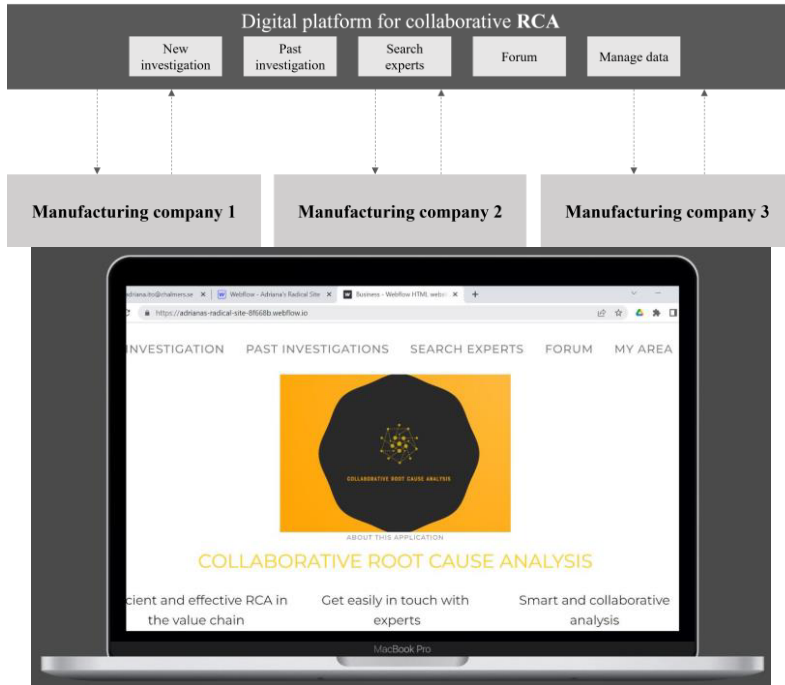 Digital platform for collaborative RCA
New investigation
Past investigation
Search experts
Forum
Manage data
Manufacturing company 1
Manufacturing company 2
Manufacturing company 3
adriana.ito@chalmers.se
Webflow - Adriana's Radical Site
Business - Webflow HTML websi
https://adrianas-radical-site-8f668b.webflow.io
INVESTIGATION
PAST INVESTIGATIONS
SEARCH EXPERTS
FORUM
MY AREA
COLLABORATIVE ROOT CAUSE ANALYSIS
ABOUT THIS APPLICATION
COLLABORATIVE ROOT CAUSE ANALYSIS
cient and effective RCA in
the value chain
Get easily in touch with
experts
Smart and collaborative
analysis
MacBook Pro